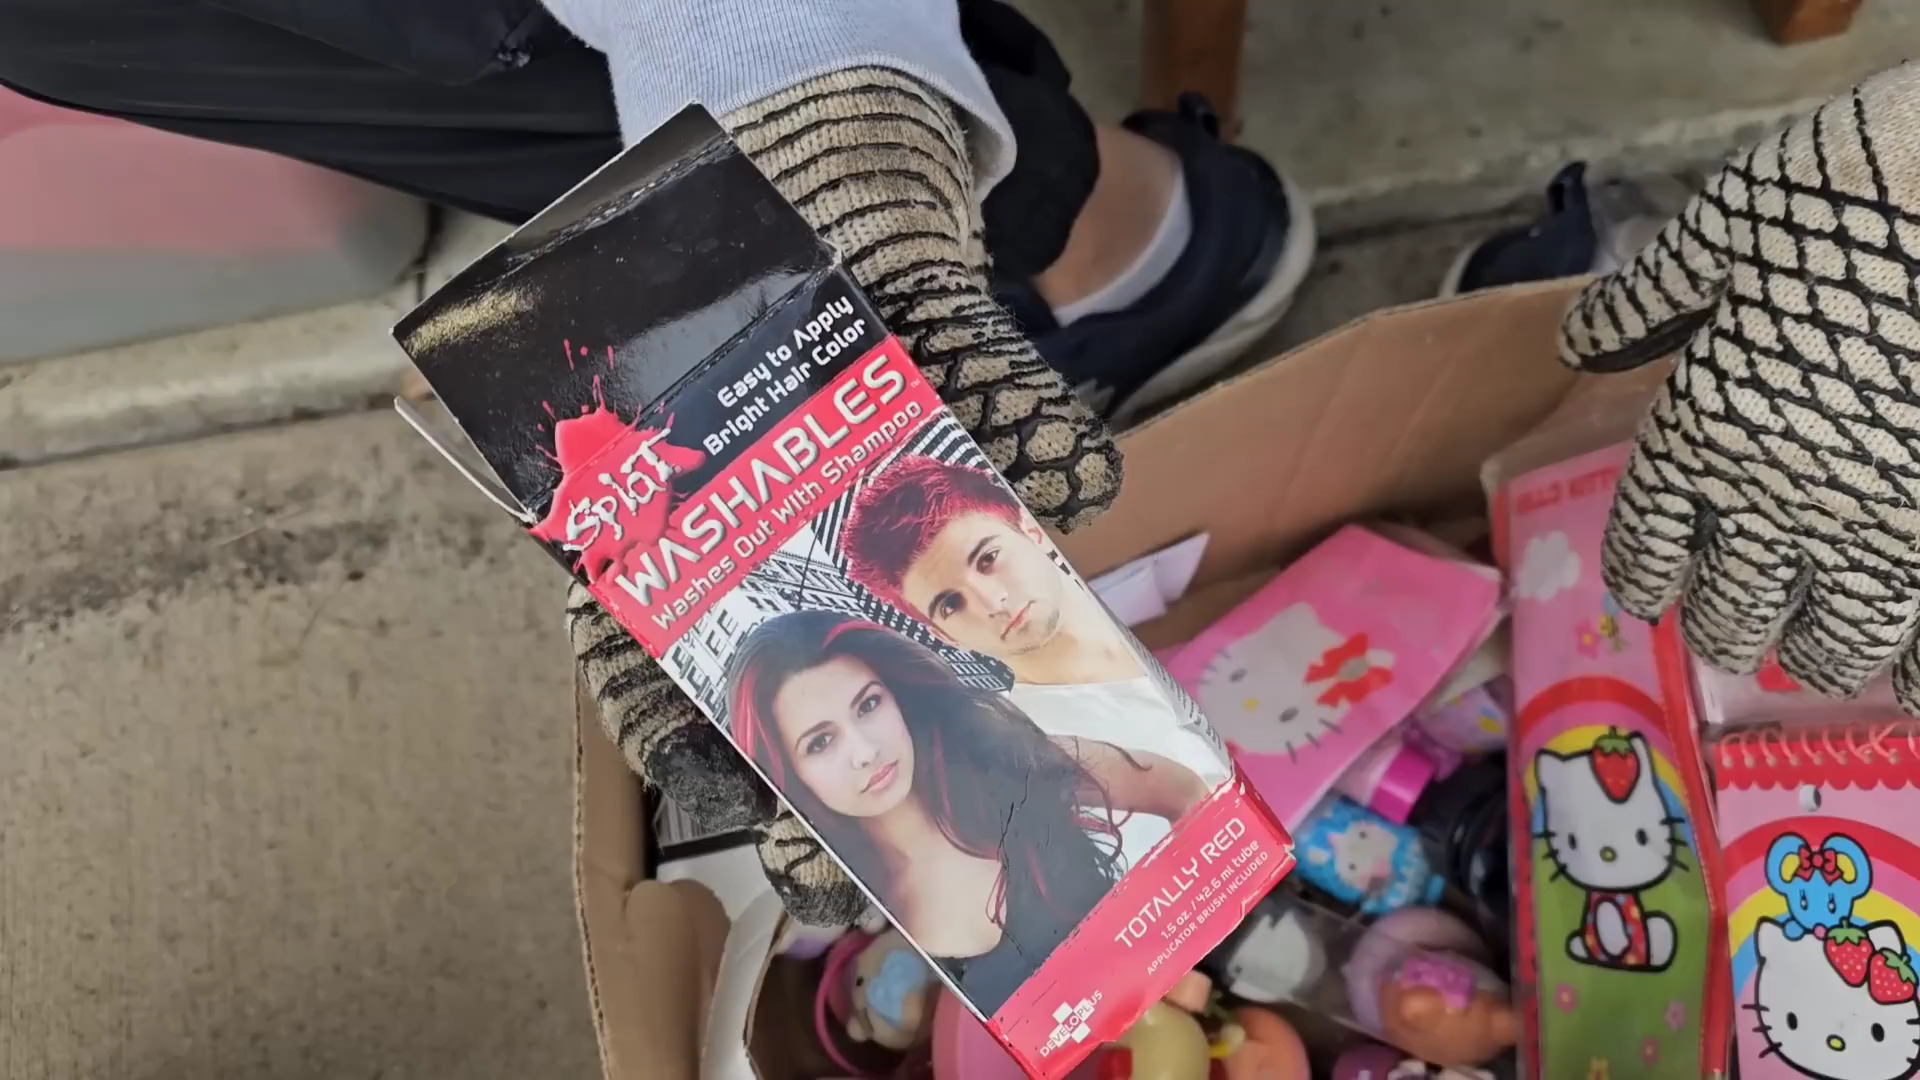 Easy to Apply
Bright Hair Color
Splat
WASHABLES™
Washes Out With Shampoo
TOTALLY RED
1.5 oz. / 42.6 ml tube
APPLICATOR BRUSH INCLUDED
DEVELOPLUS